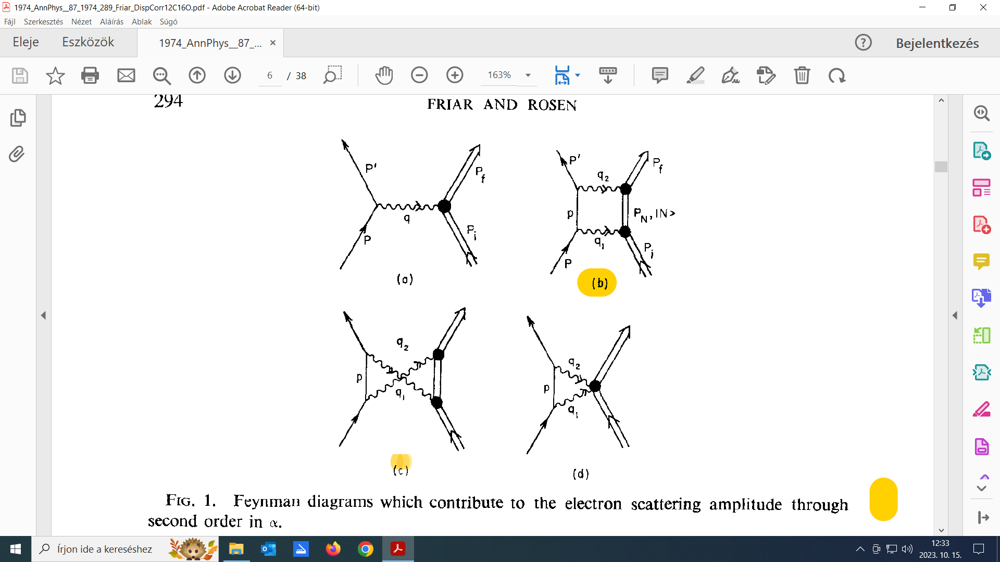 1974_AnnPhys__87_1974_289_Friar_DispCorr12C16O.pdf - Adobe Acrobat Reader (64-bit)
Fájl Szerkesztés Nézet Aláírás Ablak Súgó
Eleje Eszközök 1974_AnnPhys__87_... × Bejelentkezés
6 / 38 163%
294 FRIAR AND ROSEN
P' P_f
q
P P_i
(a)
P' q_2 P_f
p P_N, IN>
q_1 P_i
P
(b)
q_2
p
q_1
(c)
q_2
p
q_1
(d)
FIG. 1. Feynman diagrams which contribute to the electron scattering amplitude through
second order in α.
Írjon ide a kereséshez
12:33
2023. 10. 15.